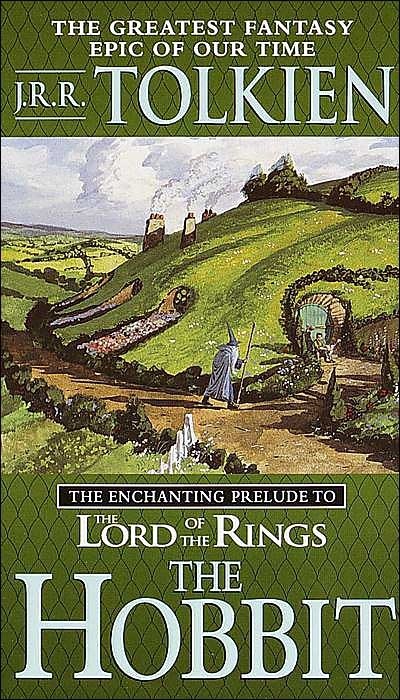 THE GREATEST FANTASY
EPIC OF OUR TIME
J.R.R. TOLKIEN
THE ENCHANTING PRELUDE TO
THE LORD OF THE RINGS
THE
HOBBIT